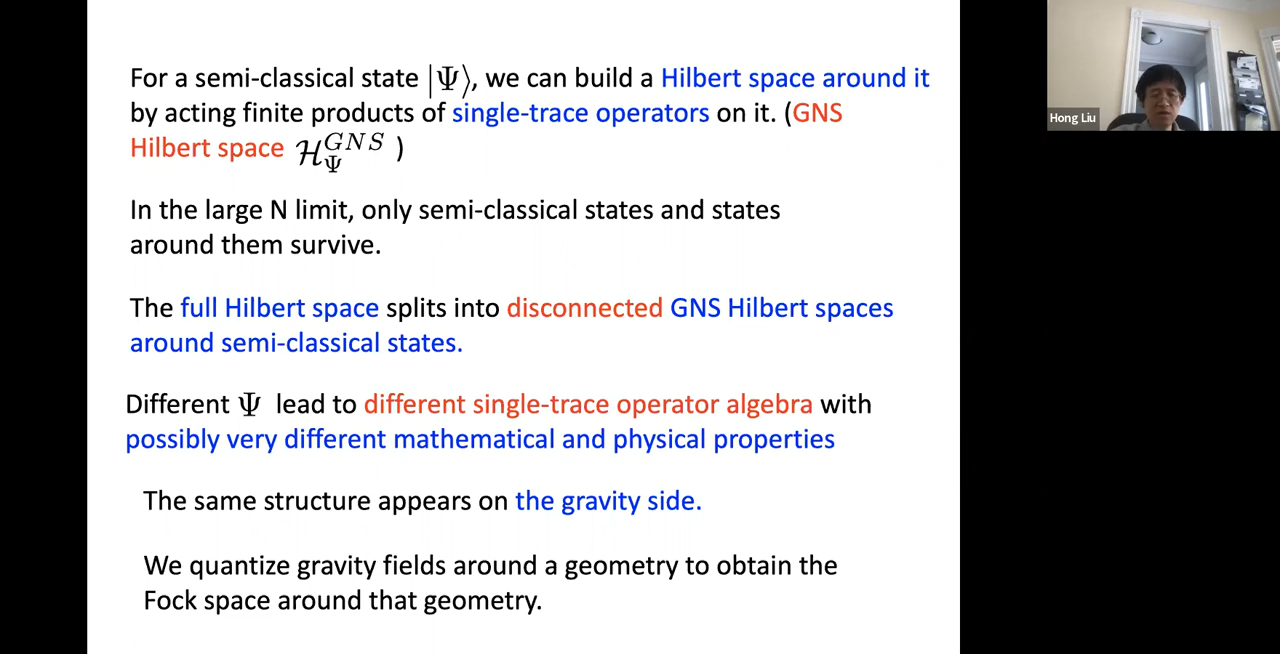 For a semi-classical state |Ψ⟩, we can build a Hilbert space around it
by acting finite products of single-trace operators on it. (GNS
Hilbert space ℋ_Ψ^{GNS} )
In the large N limit, only semi-classical states and states
around them survive.
The full Hilbert space splits into disconnected GNS Hilbert spaces
around semi-classical states.
Different Ψ lead to different single-trace operator algebra with
possibly very different mathematical and physical properties
The same structure appears on the gravity side.
We quantize gravity fields around a geometry to obtain the
Fock space around that geometry.
Hong Liu